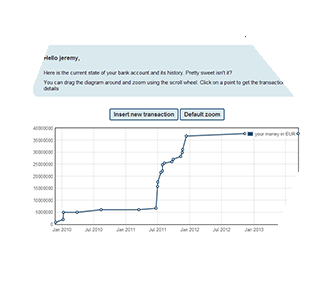 Hello jeremy,
Here is the current state of your bank account and its history. Pretty sweet isn't it?
You can drag the diagram around and zoom using the scroll wheel. Click on a point to get the transaction
details
Insert new transaction Default zoom
your money in EUR
40000000
35000000
30000000
25000000
20000000
15000000
10000000
5000000
0
Jan 2010 Jul 2010 Jan 2011 Jul 2011 Jan 2012 Jul 2012 Jan 2013